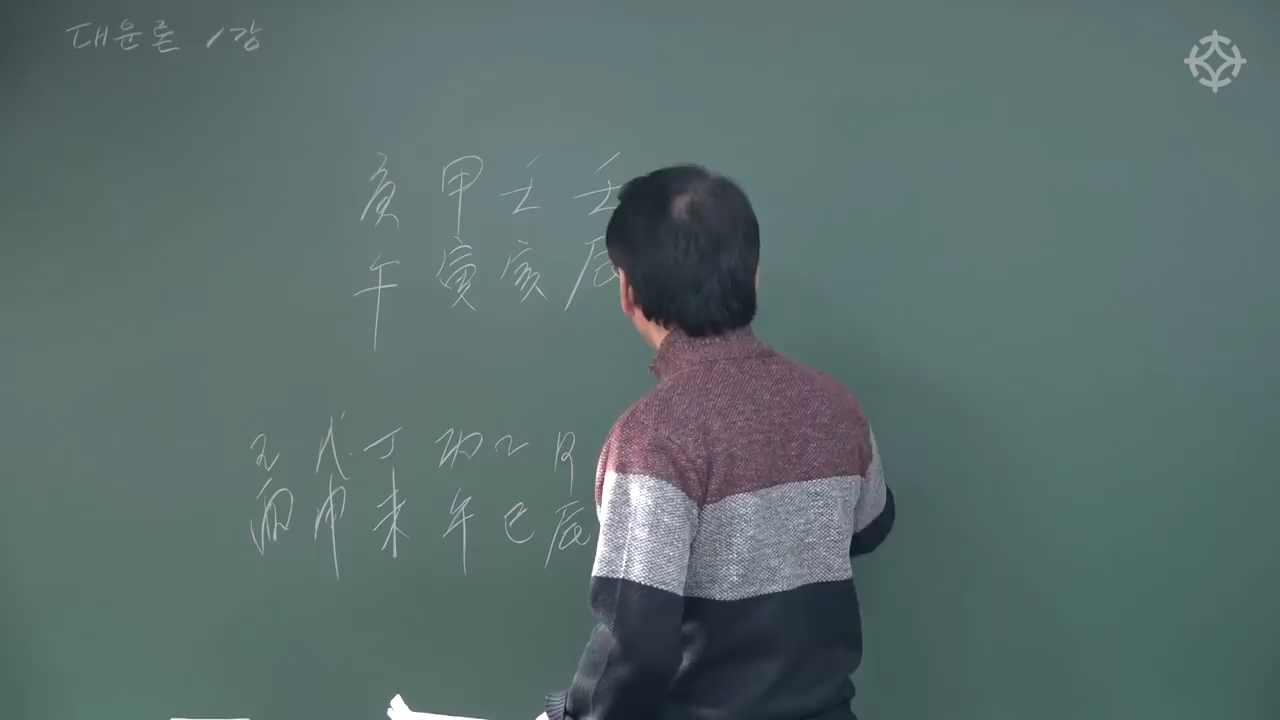 대운론 1강
庚 甲 壬 壬
午 寅 亥 辰
己 戊 丁 丙 乙 甲
酉 申 未 午 巳 辰